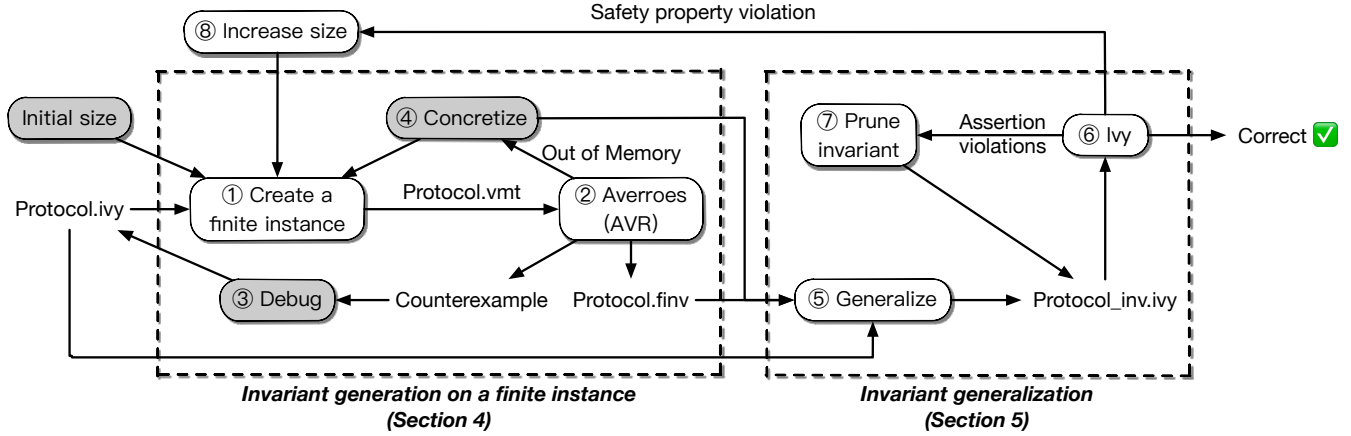 Safety property violation
⑧ Increase size
Initial size
④ Concretize
⑦ Prune
invariant
Assertion
violations
⑥ Ivy
Correct ✅
Out of Memory
① Create a
finite instance
Protocol.vmt
② Averroes
(AVR)
Protocol.ivy
③ Debug
Counterexample
Protocol.finv
⑤ Generalize
Protocol_inv.ivy
Invariant generation on a finite instance
(Section 4)
Invariant generalization
(Section 5)